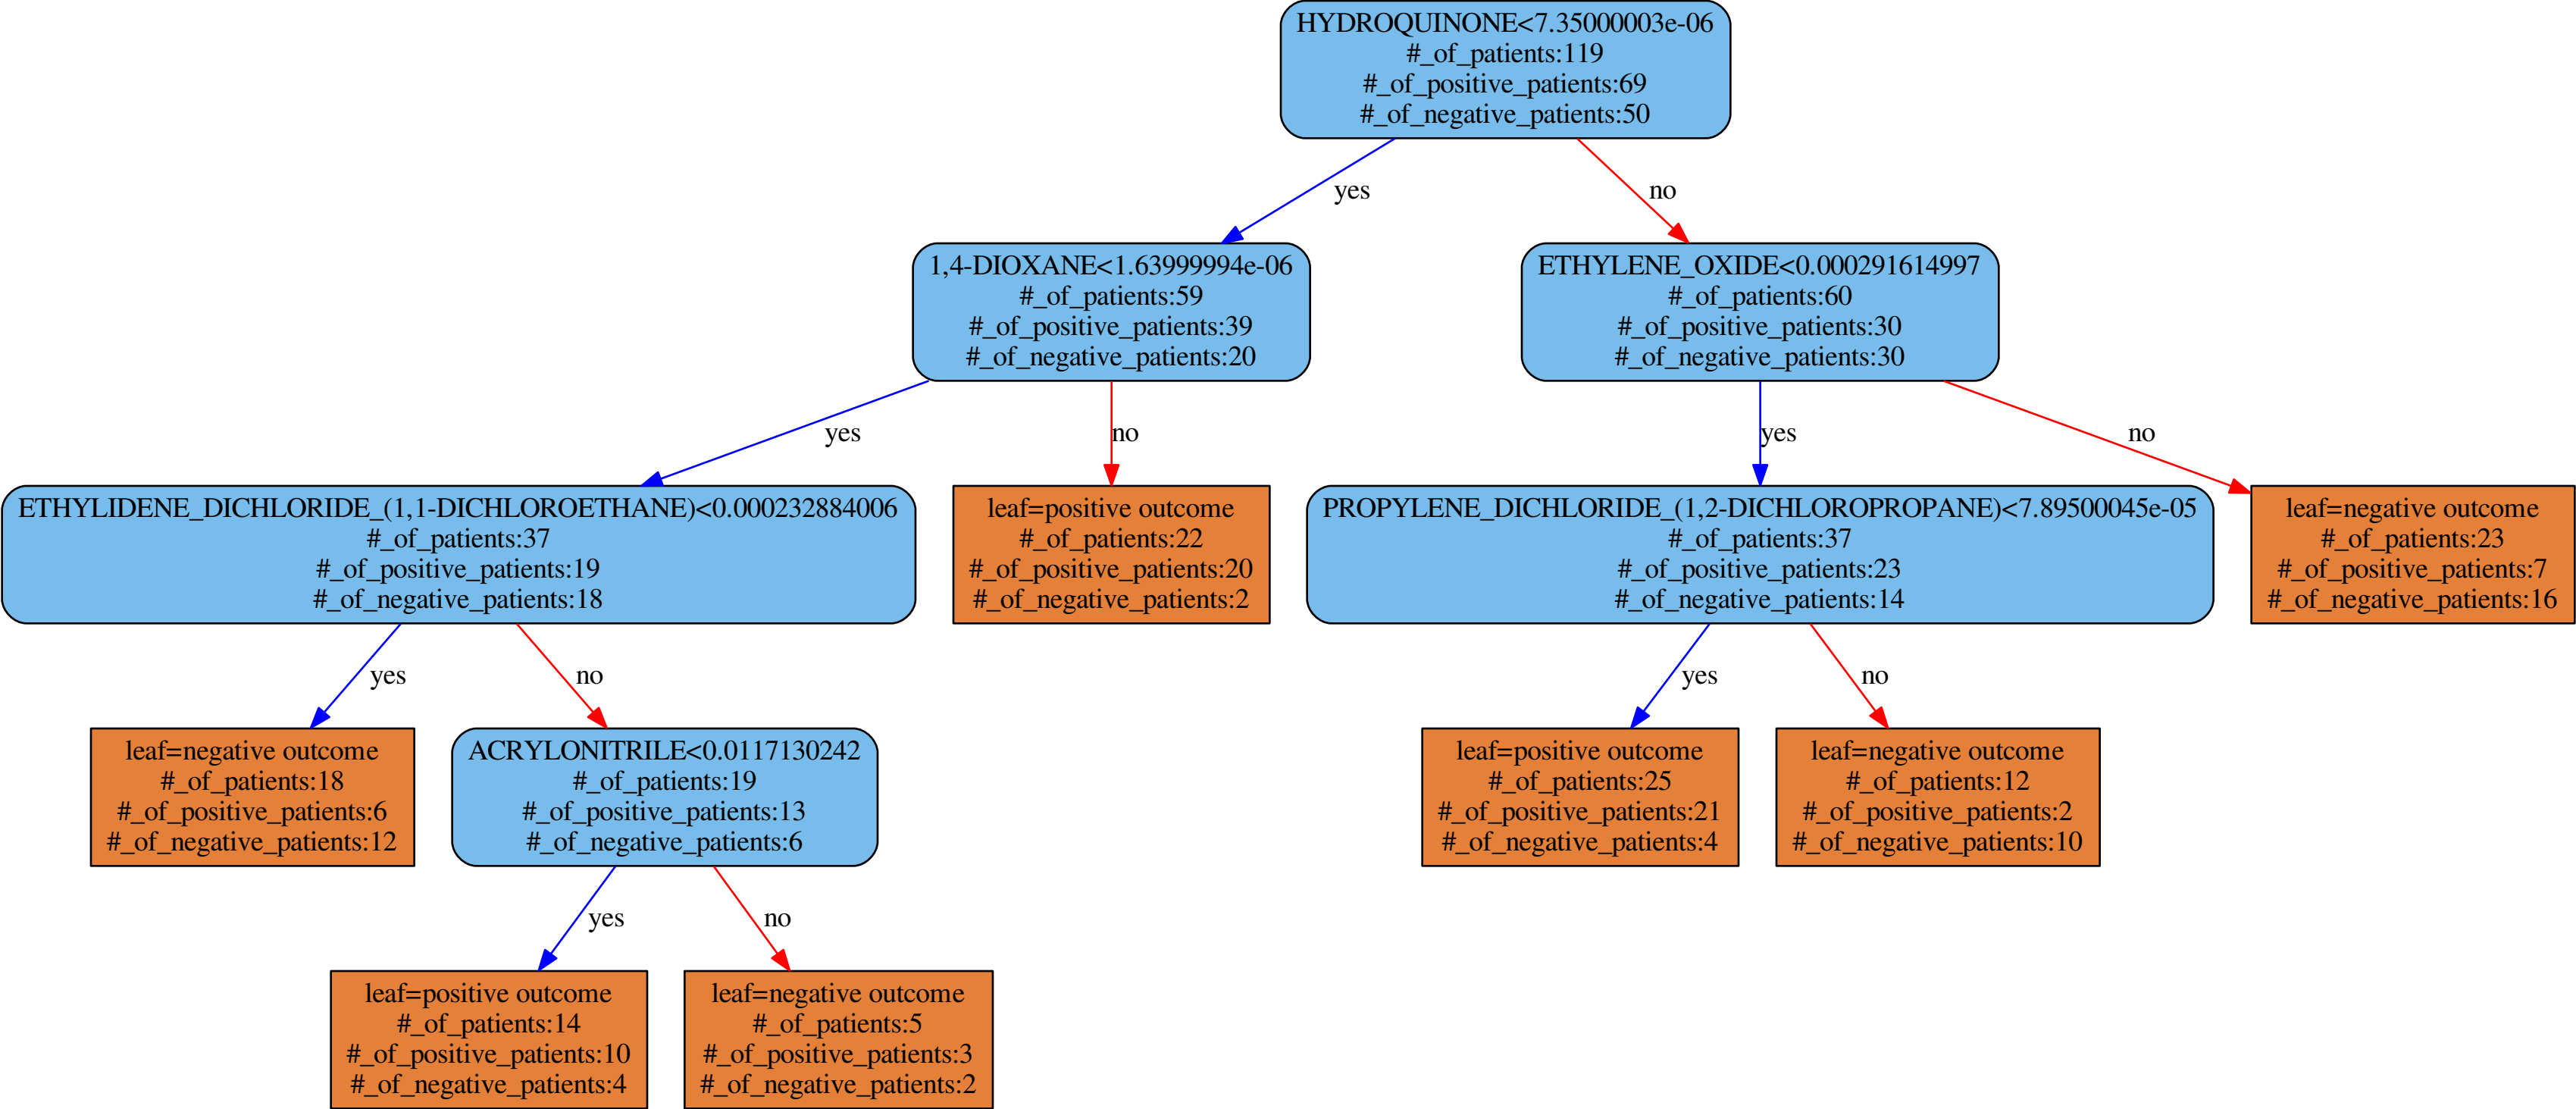 HYDROQUINONE<7.35000003e-06
#_of_patients:119
#_of_positive_patients:69
#_of_negative_patients:50
yes
no
1,4-DIOXANE<1.63999994e-06
#_of_patients:59
#_of_positive_patients:39
#_of_negative_patients:20
ETHYLENE_OXIDE<0.000291614997
#_of_patients:60
#_of_positive_patients:30
#_of_negative_patients:30
yes
no
yes
no
ETHYLIDENE_DICHLORIDE_(1,1-DICHLOROETHANE)<0.000232884006
#_of_patients:37
#_of_positive_patients:19
#_of_negative_patients:18
leaf=positive outcome
#_of_patients:22
#_of_positive_patients:20
#_of_negative_patients:2
PROPYLENE_DICHLORIDE_(1,2-DICHLOROPROPANE)<7.89500045e-05
#_of_patients:37
#_of_positive_patients:23
#_of_negative_patients:14
leaf=negative outcome
#_of_patients:23
#_of_positive_patients:7
#_of_negative_patients:16
yes
no
yes
no
leaf=negative outcome
#_of_patients:18
#_of_positive_patients:6
#_of_negative_patients:12
ACRYLONITRILE<0.0117130242
#_of_patients:19
#_of_positive_patients:13
#_of_negative_patients:6
leaf=positive outcome
#_of_patients:25
#_of_positive_patients:21
#_of_negative_patients:4
leaf=negative outcome
#_of_patients:12
#_of_positive_patients:2
#_of_negative_patients:10
yes
no
leaf=positive outcome
#_of_patients:14
#_of_positive_patients:10
#_of_negative_patients:4
leaf=negative outcome
#_of_patients:5
#_of_positive_patients:3
#_of_negative_patients:2